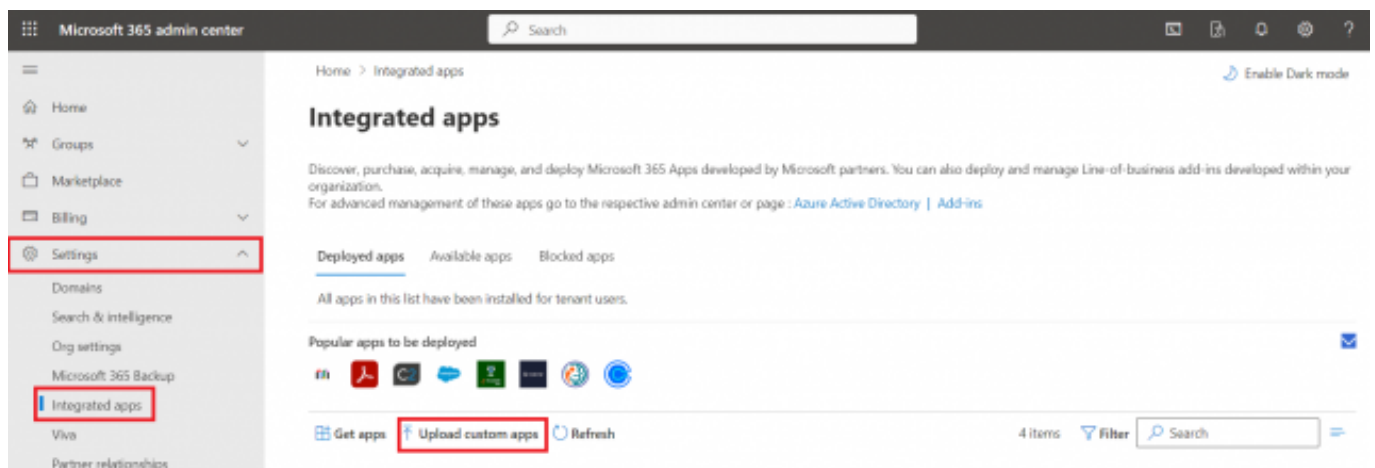 Microsoft 365 admin center
Search
Home > Integrated apps
Enable Dark mode
Home
Groups
Marketplace
Billing
Settings
Domains
Search & intelligence
Org settings
Microsoft 365 Backup
Integrated apps
Viva
Partner relationships
Integrated apps
Discover, purchase, acquire, manage, and deploy Microsoft 365 Apps developed by Microsoft partners. You can also deploy and manage Line-of-business add-ins developed within your
organization.
For advanced management of these apps go to the respective admin center or page : Azure Active Directory | Add-ins
Deployed apps Available apps Blocked apps
All apps in this list have been installed for tenant users.
Popular apps to be deployed
Get apps Upload custom apps Refresh 4 items Filter Search